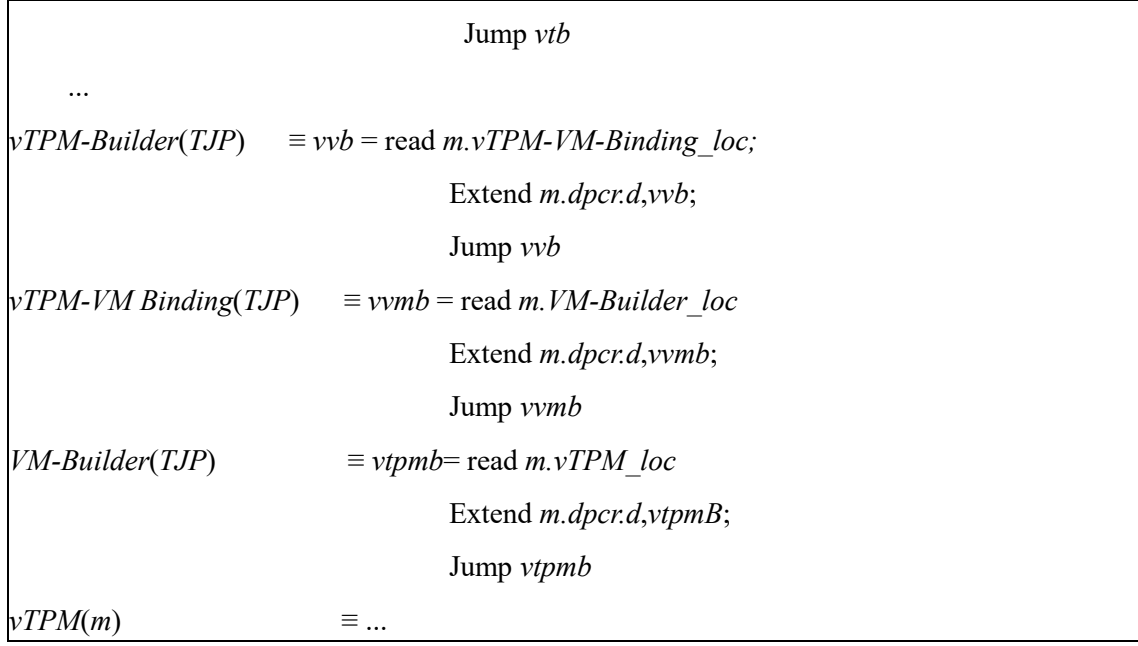 Jump vtb
...
vTPM-Builder(TJP) ≡ vvb = read m.vTPM-VM-Binding_loc;
Extend m.dpcr.d,vvb;
Jump vvb
vTPM-VM Binding(TJP) ≡ vvmb = read m.VM-Builder_loc
Extend m.dpcr.d,vvmb;
Jump vvmb
VM-Builder(TJP) ≡ vtpmb= read m.vTPM_loc
Extend m.dpcr.d,vtpmB;
Jump vtpmb
vTPM(m) ≡ ...